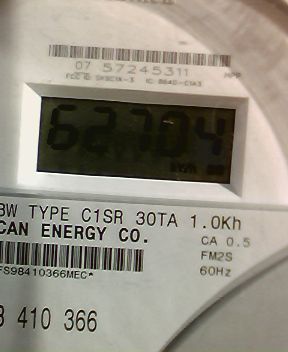 07 57245311
62704
kWh
BW TYPE C1SR 30TA 1.0Kh
CAN ENERGY CO.
CA 0.5
FM2S
60Hz
FS98410366MEC*
8 410 366